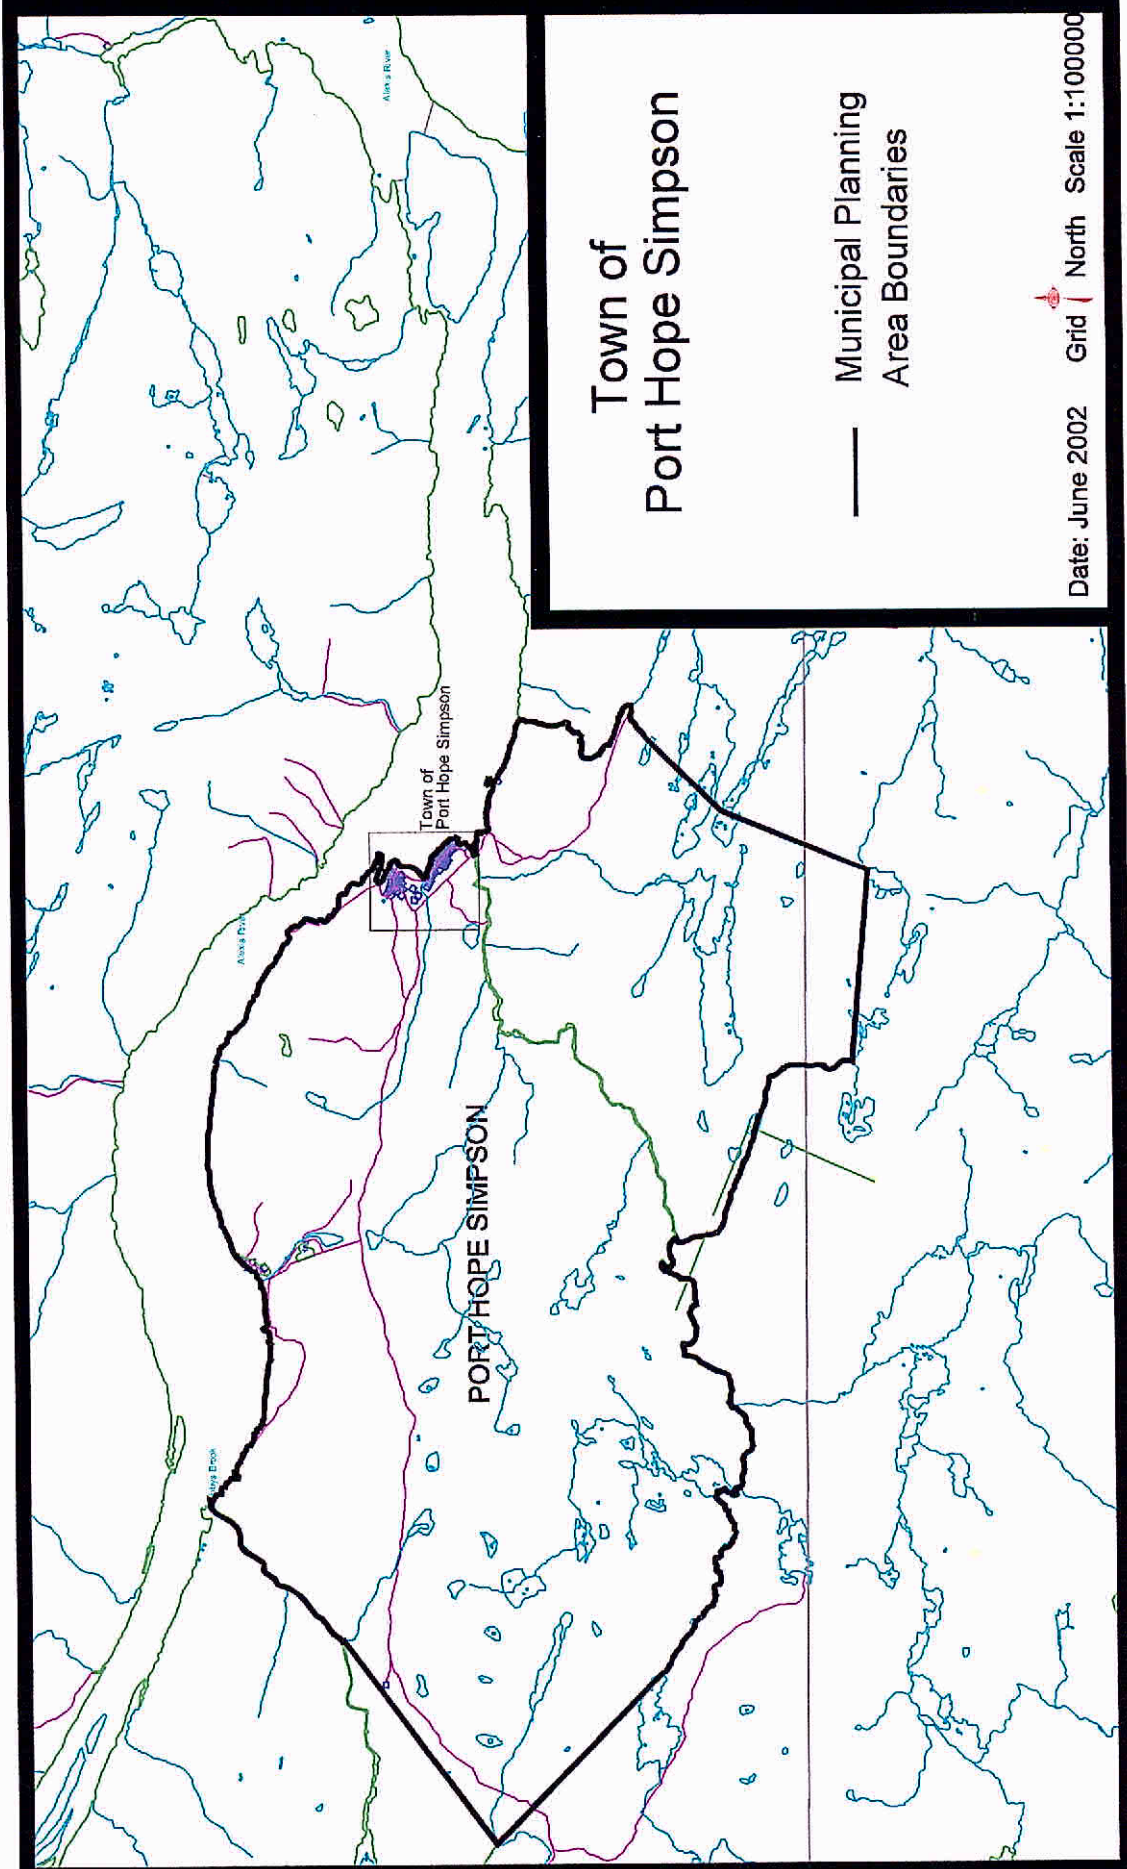 Town of
Port Hope Simpson
Municipal Planning
Area Boundaries
Date: June 2002 Grid North Scale 1:100000
Town of
Port Hope Simpson
PORT HOPE SIMPSON
Alexis River
Alexis River
Brook